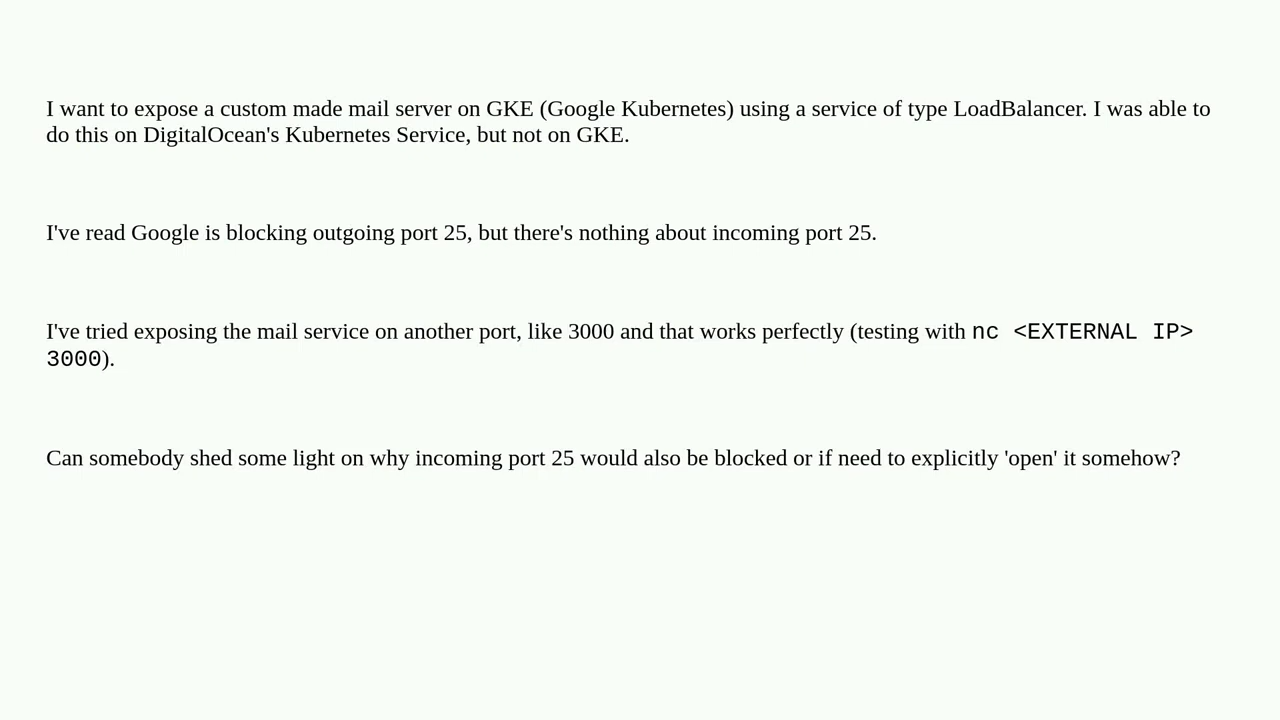 I want to expose a custom made mail server on GKE (Google Kubernetes) using a service of type LoadBalancer. I was able to
do this on DigitalOcean's Kubernetes Service, but not on GKE.
I've read Google is blocking outgoing port 25, but there's nothing about incoming port 25.
I've tried exposing the mail service on another port, like 3000 and that works perfectly (testing with nc <EXTERNAL IP>
3000).
Can somebody shed some light on why incoming port 25 would also be blocked or if need to explicitly 'open' it somehow?